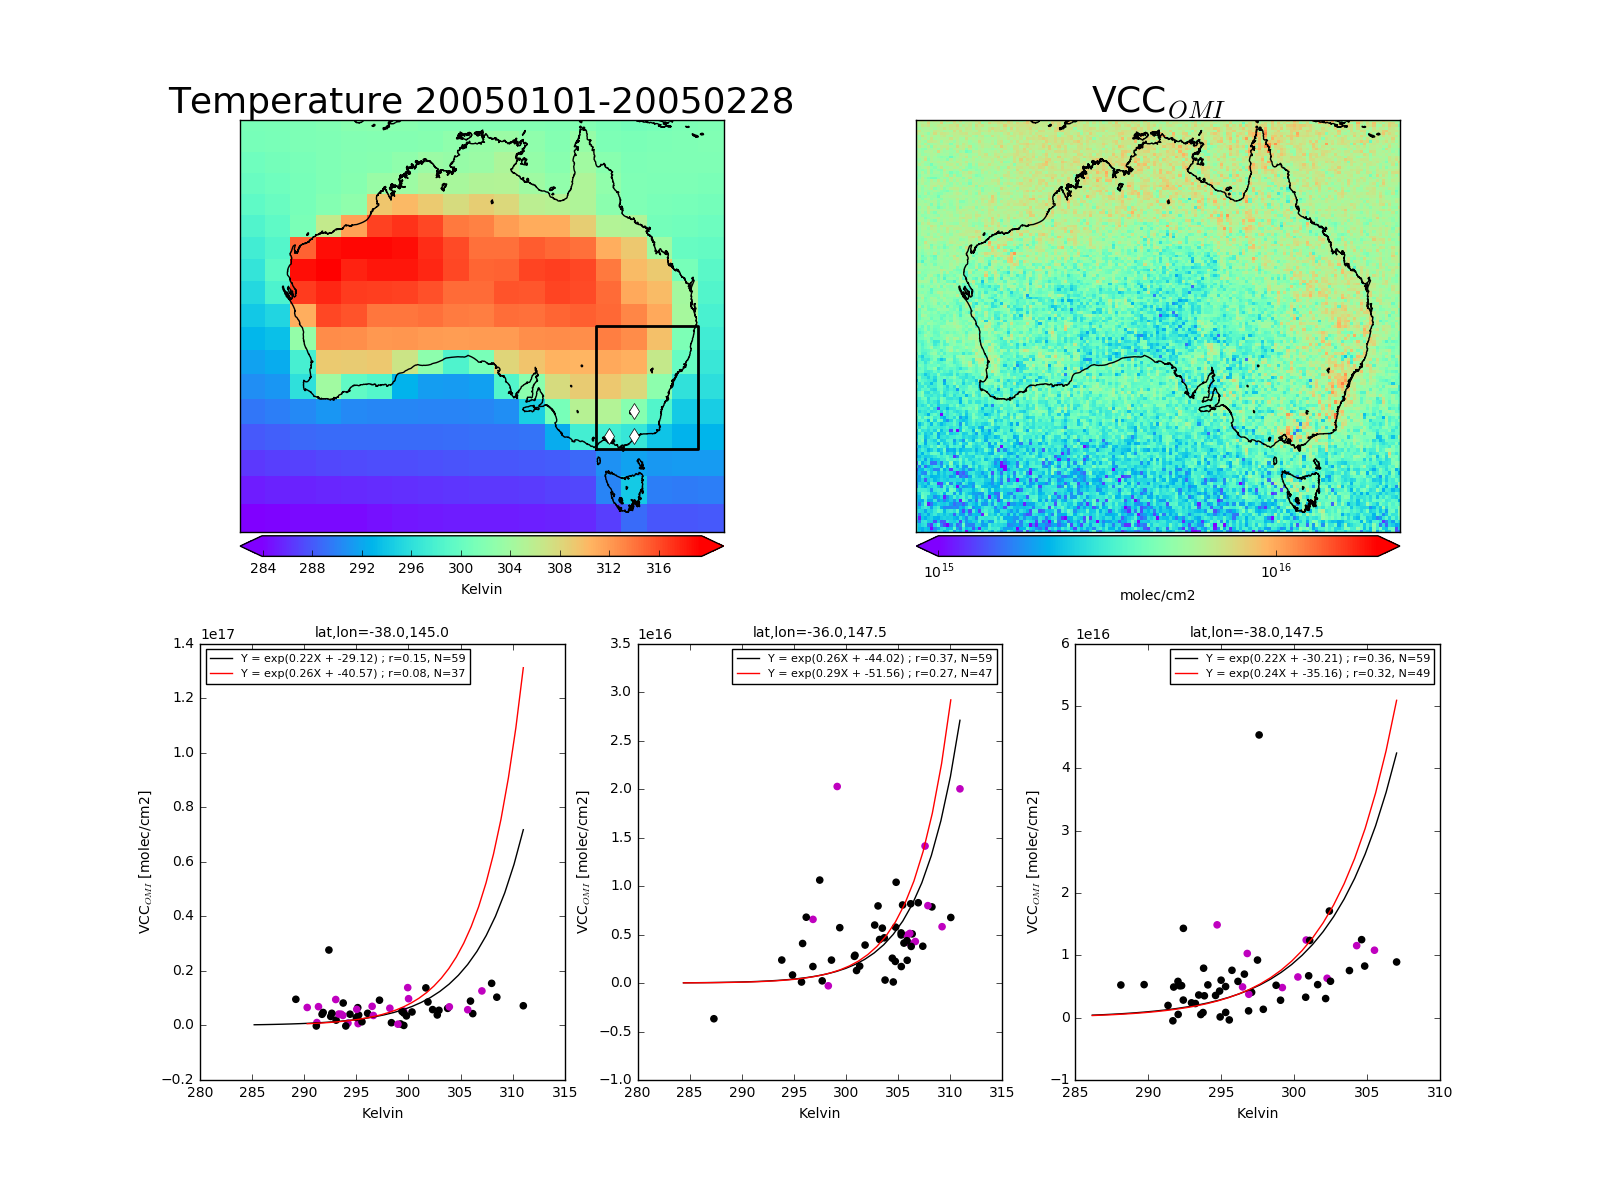 Temperature 20050101-20050228
VCC_OMI
284 288 292 296 300 304 308 312 316
Kelvin
10^15 10^16
molec/cm2
1e17
lat,lon=-38.0,145.0
Y = exp(0.22X + -29.12) ; r=0.15, N=59
Y = exp(0.26X + -40.57) ; r=0.08, N=37
VCC_OMI [molec/cm2]
1.4
1.2
1.0
0.8
0.6
0.4
0.2
0.0
−0.2
280 285 290 295 300 305 310 315
Kelvin
1e16
lat,lon=-36.0,147.5
Y = exp(0.26X + -44.02) ; r=0.37, N=59
Y = exp(0.29X + -51.56) ; r=0.27, N=47
VCC_OMI [molec/cm2]
3.5
3.0
2.5
2.0
1.5
1.0
0.5
0.0
−0.5
−1.0
280 285 290 295 300 305 310 315
Kelvin
1e16
lat,lon=-38.0,147.5
Y = exp(0.22X + -30.21) ; r=0.36, N=59
Y = exp(0.24X + -35.16) ; r=0.32, N=49
VCC_OMI [molec/cm2]
6
5
4
3
2
1
0
−1
285 290 295 300 305 310
Kelvin